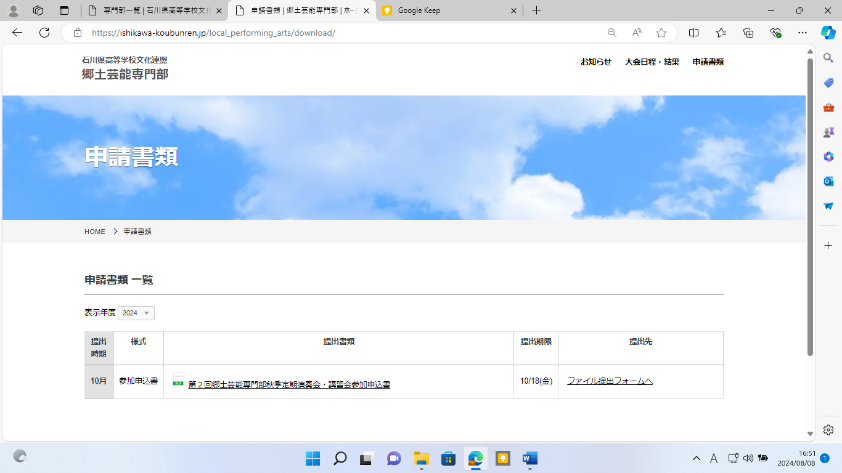 専門部一覧 | 石川県高等学校文化
申請書類 | 郷土芸能専門部 | ホーム
Google Keep
https://ishikawa-koubunren.jp/local_performing_arts/download/
石川県高等学校文化連盟
郷土芸能専門部
お知らせ 大会日程・結果 申請書類
申請書類
HOME > 申請書類
申請書類 一覧
表示年度 2024
提出時期 様式 提出書類 提出期限 提出先
10月 参加申込書 第2回郷土芸能専門部秋季定期演奏会・講習会参加申込書 10/18(金) ファイル提出フォームへ
A 16:51
2024/08/08